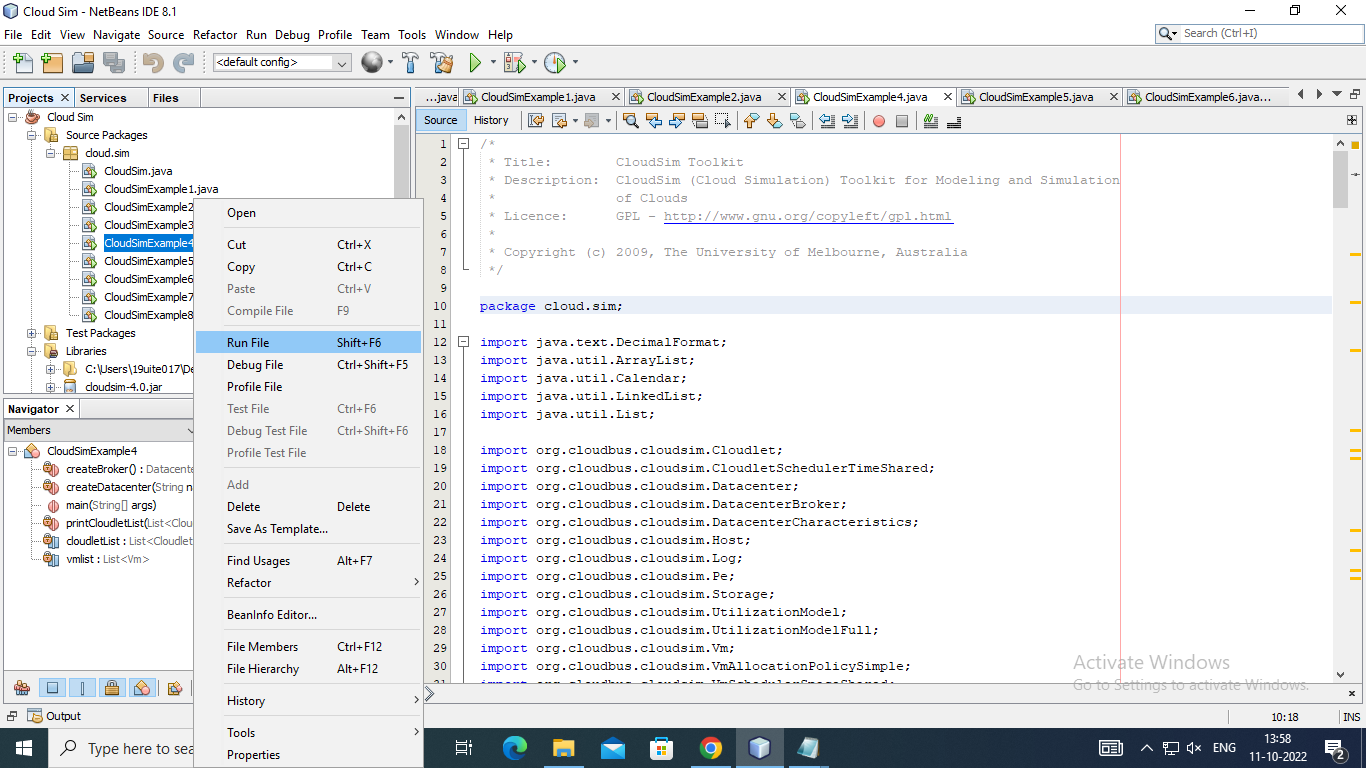 Cloud Sim - NetBeans IDE 8.1
File Edit View Navigate Source Refactor Run Debug Profile Team Tools Window Help
Search (Ctrl+I)
<default config>
Projects Services Files
Cloud Sim
Source Packages
cloud.sim
CloudSim.java
CloudSimExample1.java
CloudSimExample2
CloudSimExample3
CloudSimExample4
CloudSimExample5
CloudSimExample6
CloudSimExample7
CloudSimExample8
Test Packages
Libraries
C:\Users\19uite017\De
cloudsim-4.0.jar
Navigator
Members
CloudSimExample4
createBroker() : Datacente
createDatacenter(String n
main(String[] args)
printCloudletList(List<Clou
cloudletList : List<Cloudlet
vmlist : List<Vm>
Open
Cut Ctrl+X
Copy Ctrl+C
Paste Ctrl+V
Compile File F9
Run File Shift+F6
Debug File Ctrl+Shift+F5
Profile File
Test File Ctrl+F6
Debug Test File Ctrl+Shift+F6
Profile Test File
Add
Delete Delete
Save As Template...
Find Usages Alt+F7
Refactor
BeanInfo Editor...
File Members Ctrl+F12
File Hierarchy Alt+F12
History
Tools
Properties
...java CloudSimExample1.java CloudSimExample2.java CloudSimExample4.java CloudSimExample5.java CloudSimExample6.java...
Source History
1 /*
2 * Title: CloudSim Toolkit
3 * Description: CloudSim (Cloud Simulation) Toolkit for Modeling and Simulation
4 * of Clouds
5 * Licence: GPL - http://www.gnu.org/copyleft/gpl.html
6 *
7 * Copyright (c) 2009, The University of Melbourne, Australia
8 */
9
10 package cloud.sim;
11
12 import java.text.DecimalFormat;
13 import java.util.ArrayList;
14 import java.util.Calendar;
15 import java.util.LinkedList;
16 import java.util.List;
17
18 import org.cloudbus.cloudsim.Cloudlet;
19 import org.cloudbus.cloudsim.CloudletSchedulerTimeShared;
20 import org.cloudbus.cloudsim.Datacenter;
21 import org.cloudbus.cloudsim.DatacenterBroker;
22 import org.cloudbus.cloudsim.DatacenterCharacteristics;
23 import org.cloudbus.cloudsim.Host;
24 import org.cloudbus.cloudsim.Log;
25 import org.cloudbus.cloudsim.Pe;
26 import org.cloudbus.cloudsim.Storage;
27 import org.cloudbus.cloudsim.UtilizationModel;
28 import org.cloudbus.cloudsim.UtilizationModelFull;
29 import org.cloudbus.cloudsim.Vm;
30 import org.cloudbus.cloudsim.VmAllocationPolicySimple;
Activate Windows
Go to Settings to activate Windows.
Output
10:18 INS
Type here to sea
ENG
13:58
11-10-2022
2